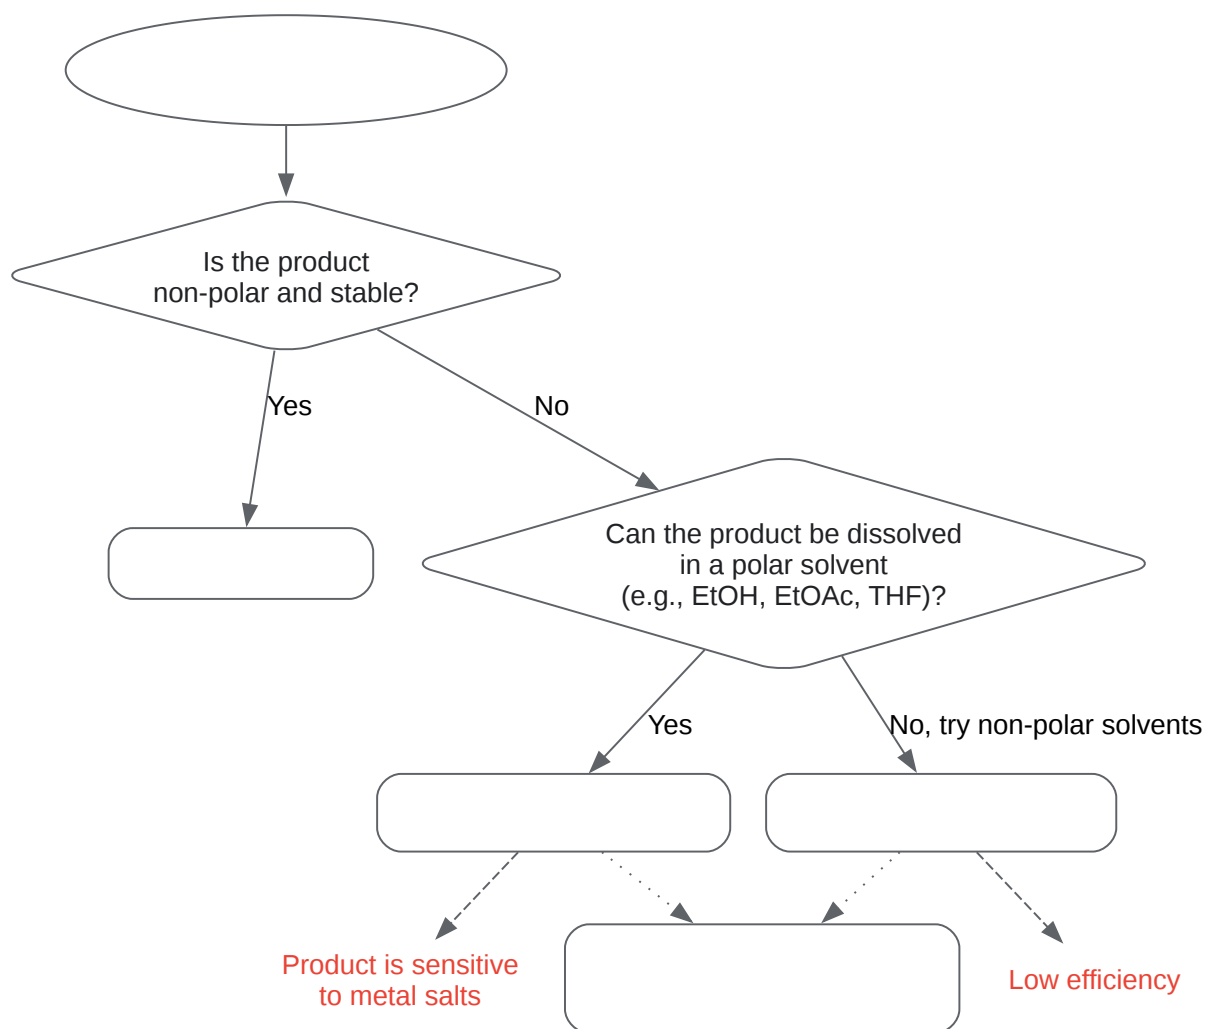 Is the product
non-polar and stable?
Yes
No
Can the product be dissolved
in a polar solvent
(e.g., EtOH, EtOAc, THF)?
Yes
No, try non-polar solvents
Product is sensitive
to metal salts
Low efficiency